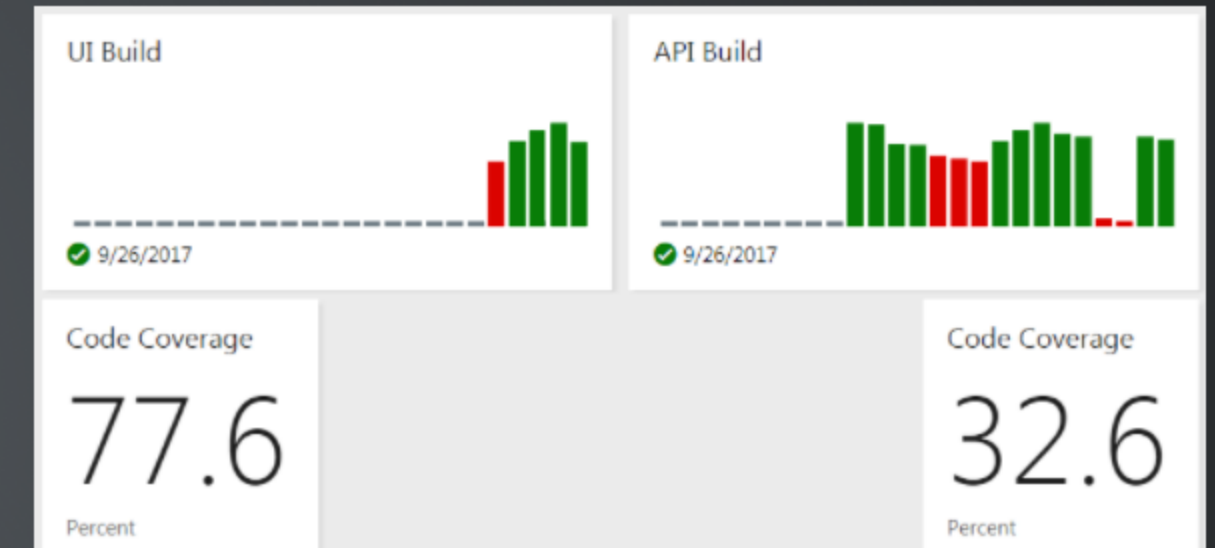 UI Build
9/26/2017
API Build
9/26/2017
Code Coverage
77.6
Percent
Code Coverage
32.6
Percent